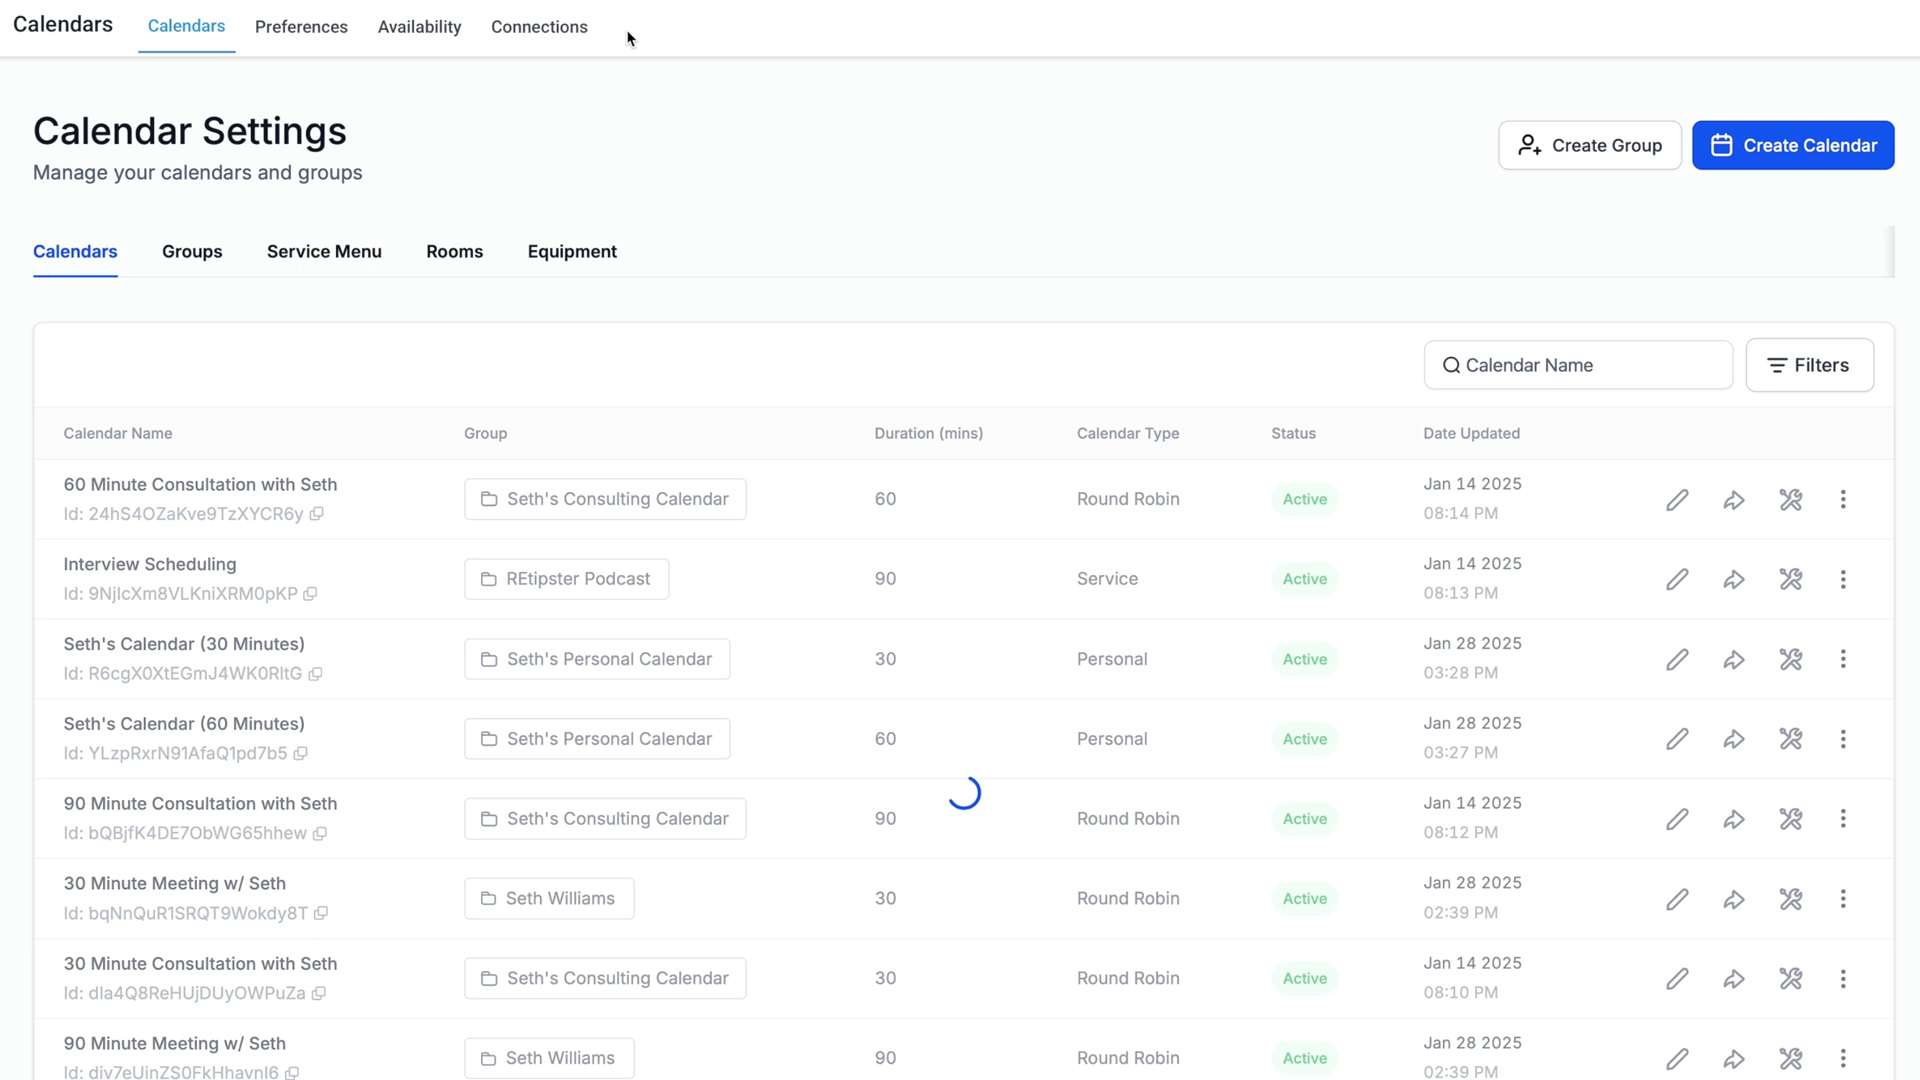 Calendars
Calendars Preferences Availability Connections
Calendar Settings
Manage your calendars and groups
Create Group
Create Calendar
Calendars Groups Service Menu Rooms Equipment
Calendar Name
Filters
Calendar Name Group Duration (mins) Calendar Type Status Date Updated
60 Minute Consultation with Seth
Id: 24hS4OZaKve9TzXYCR6y
Seth's Consulting Calendar
60
Round Robin
Active
Jan 14 2025
08:14 PM
Interview Scheduling
Id: 9NjlcXm8VLKniXRM0pKP
REtipster Podcast
90
Service
Active
Jan 14 2025
08:13 PM
Seth's Calendar (30 Minutes)
Id: R6cgX0XtEGmJ4WK0RltG
Seth's Personal Calendar
30
Personal
Active
Jan 28 2025
03:28 PM
Seth's Calendar (60 Minutes)
Id: YLzpRxrN91AfaQ1pd7b5
Seth's Personal Calendar
60
Personal
Active
Jan 28 2025
03:27 PM
90 Minute Consultation with Seth
Id: bQBjfK4DE7ObWG65hhew
Seth's Consulting Calendar
90
Round Robin
Active
Jan 14 2025
08:12 PM
30 Minute Meeting w/ Seth
Id: bqNnQuR1SRQT9Wokdy8T
Seth Williams
30
Round Robin
Active
Jan 28 2025
02:39 PM
30 Minute Consultation with Seth
Id: dla4Q8ReHUjDUyOWPuZa
Seth's Consulting Calendar
30
Round Robin
Active
Jan 14 2025
08:10 PM
90 Minute Meeting w/ Seth
Id: div7eUinZS0FkHhavnI6
Seth Williams
90
Round Robin
Active
Jan 28 2025
02:39 PM